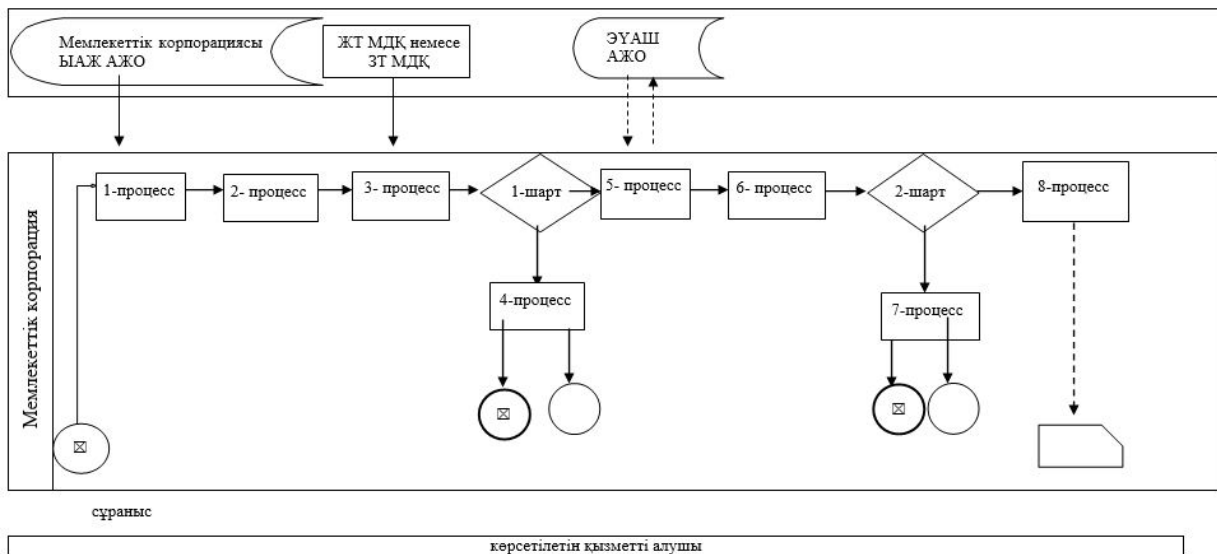 Мемлекеттік корпорациясы
ЫАЖ АЖО
ЖТ МДҚ немесе
ЗТ МДҚ
ЭҮАШ
АЖО
Мемлекеттік корпорация
1-процесс
2- процесс
3- процесс
1-шарт
5- процесс
6- процесс
2-шарт
8-процесс
4-процесс
7-процесс
сұраныс
көрсетілетін қызметті алушы